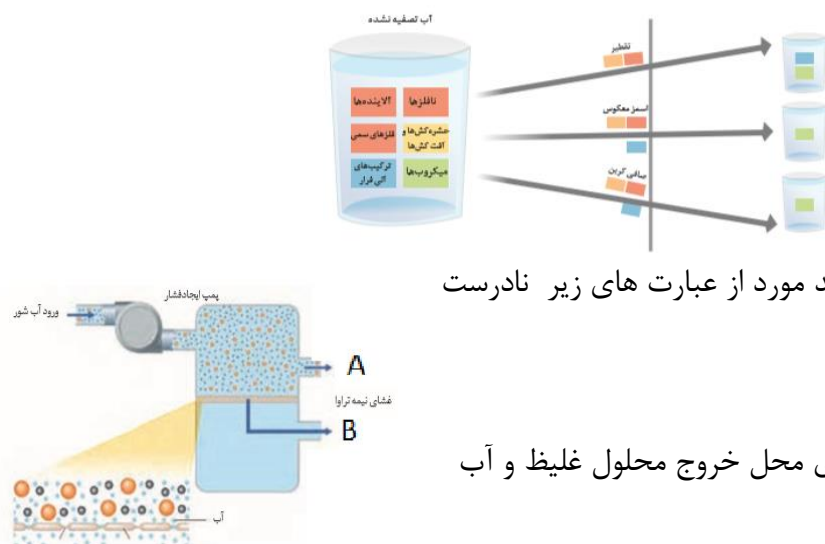 آب تصفیه نشده
نافلزها
آلاینده‌ها
حشره‌کش‌ها و
آفت کش‌ها
فلزهای سمی
میکروب‌ها
ترکیب‌های
آلی فرار
تقطیر
اسمز معکوس
صافی کربن
د مورد از عبارت های زیر نادرست
پمپ ایجادفشار
ورود آب شور
A
غشای نیمه تراوا
B
محل خروج محلول غلیظ و آب
آب